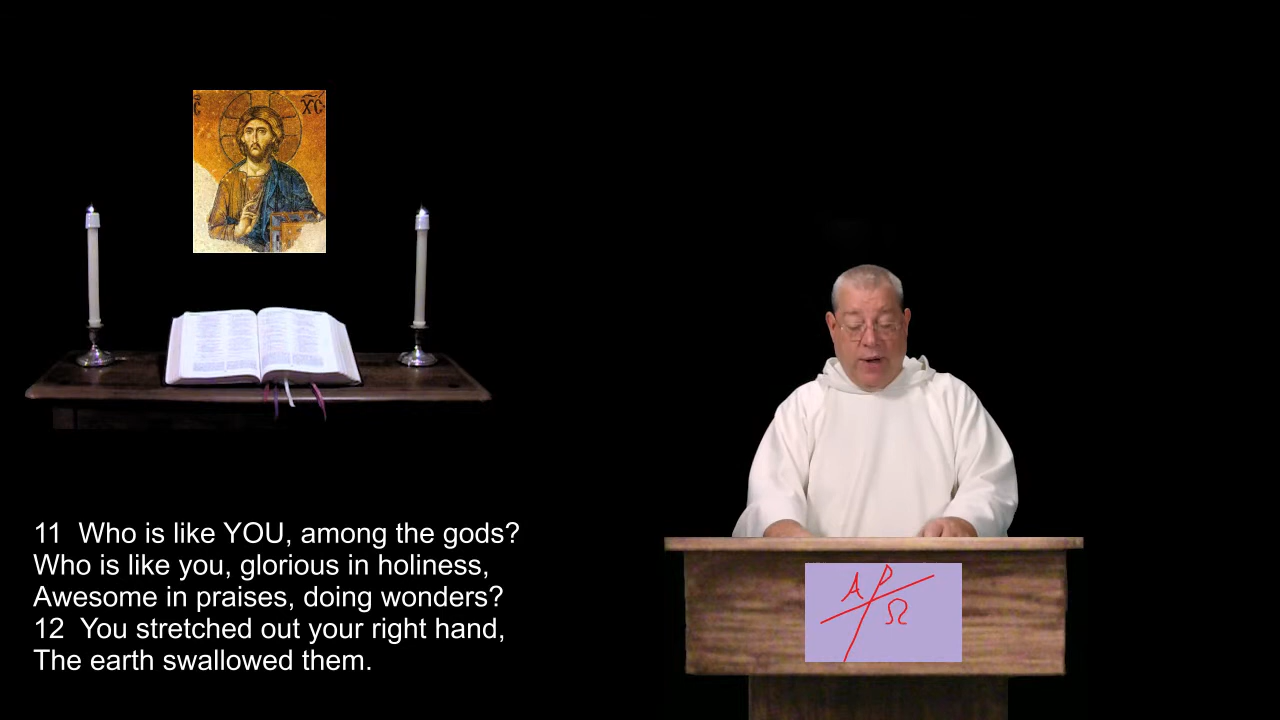 C ΧC
11  Who is like YOU, among the gods?
Who is like you, glorious in holiness,
Awesome in praises, doing wonders?
12  You stretched out your right hand,
The earth swallowed them.
Α Ρ
Ω